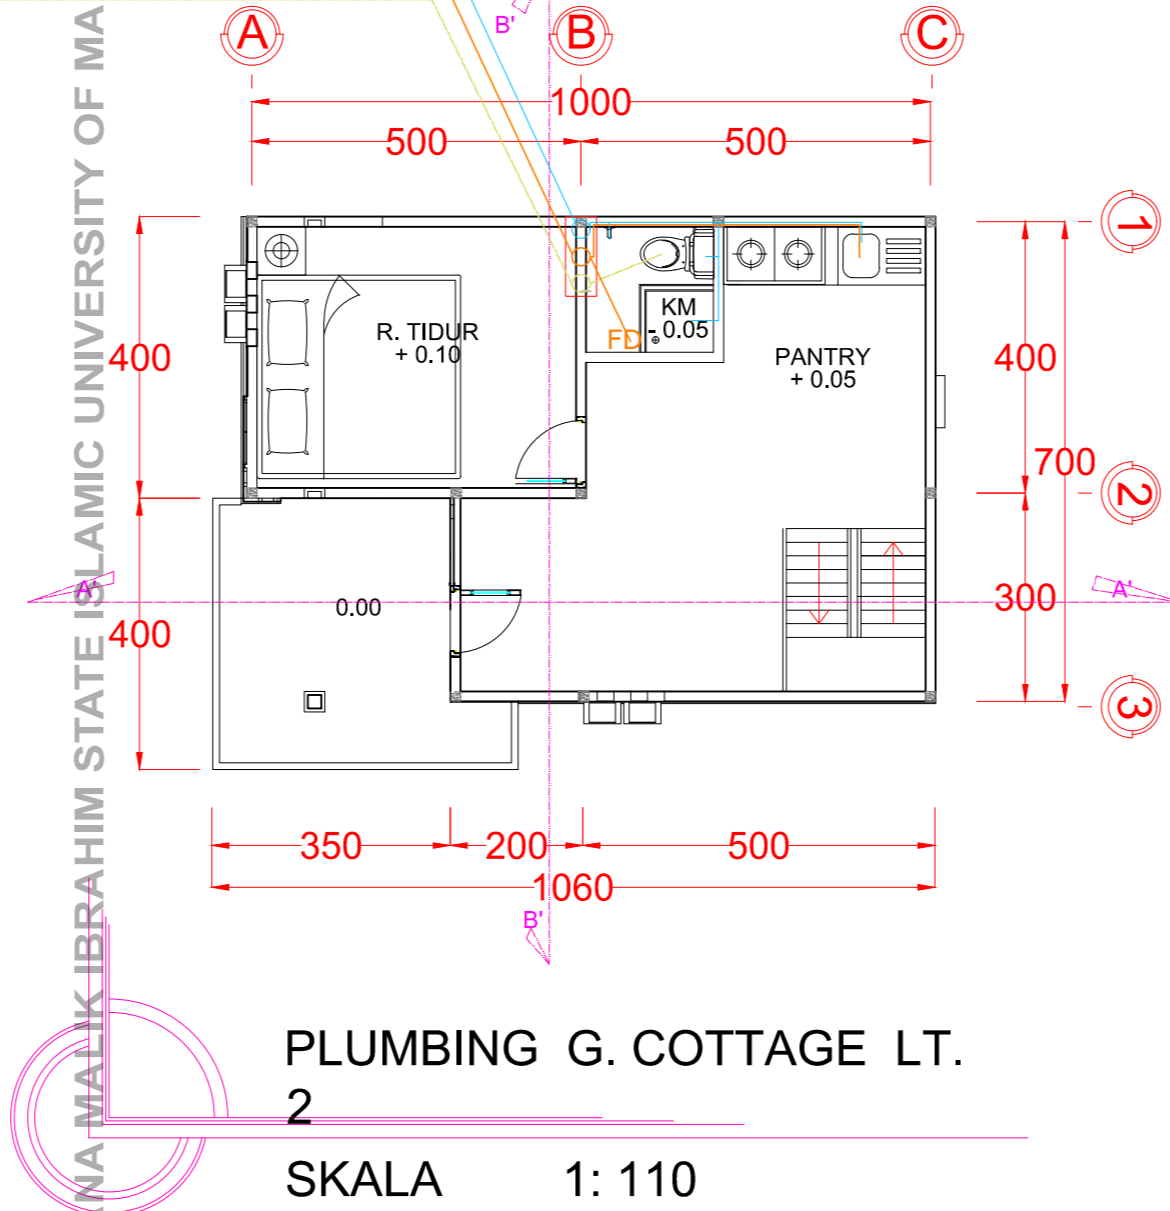 B'
A B C
1000
500 500
1
KM
- 0.05
FD
R. TIDUR
+ 0.10
PANTRY
+ 0.05
400 400
700
2
A' A'
0.00
300
400
3
350 200 500
1060
B'
NA MALIK IBRAHIM STATE ISLAMIC UNIVERSITY OF MA
PLUMBING G. COTTAGE LT.
2
SKALA 1: 110